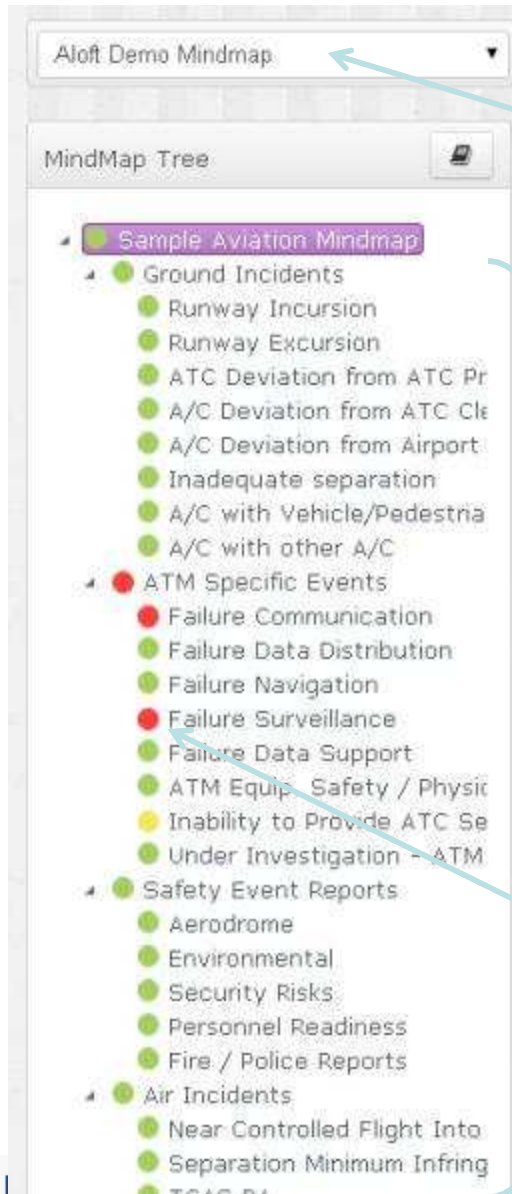 Aloft Demo Mindmap
MindMap Tree
Sample Aviation Mindmap
Ground Incidents
Runway Incursion
Runway Excursion
ATC Deviation from ATC Pr
A/C Deviation from ATC Cle
A/C Deviation from Airport
Inadequate separation
A/C with Vehicle/Pedestria
A/C with other A/C
ATM Specific Events
Failure Communication
Failure Data Distribution
Failure Navigation
Failure Surveillance
Failure Data Support
ATM Equip. Safety / Physic
Inability to Provide ATC Se
Under Investigation - ATM
Safety Event Reports
Aerodrome
Environmental
Security Risks
Personnel Readiness
Fire / Police Reports
Air Incidents
Near Controlled Flight Into
Separation Minimum Infring
TCAS RA